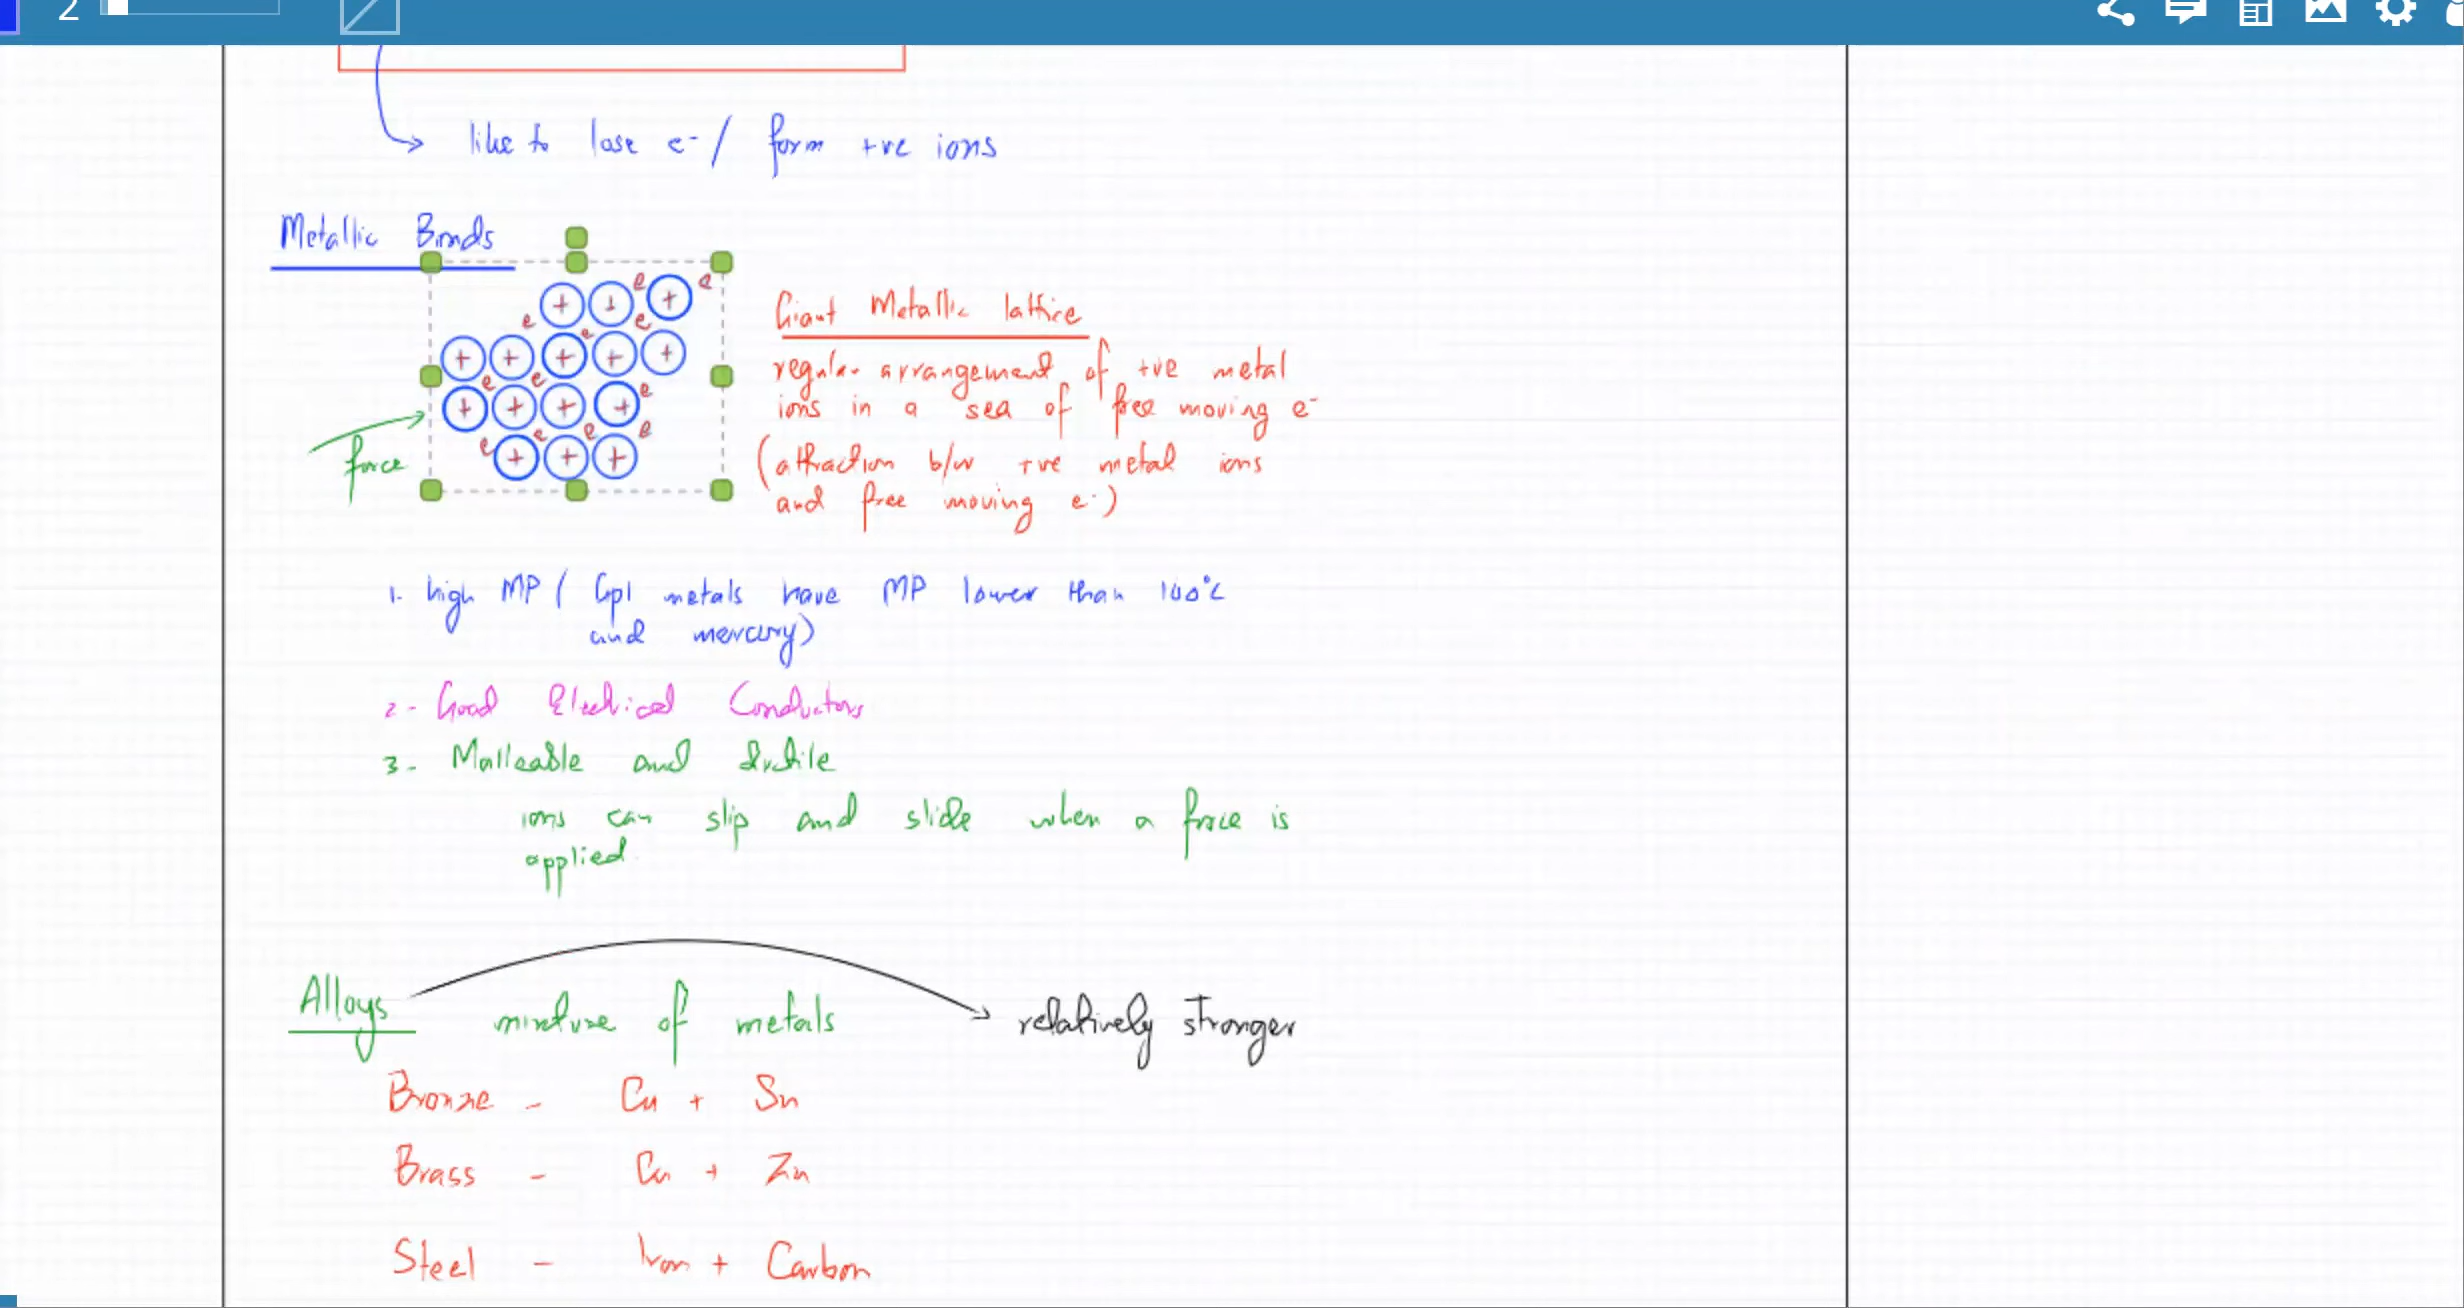 2
like to lose e- / form +ve ions
Metallic Bonds
+ + e + e
e e e
+ + + + +
e e e
+ + + +
e e e e
+ + +
force
Giant Metallic lattice
regular arrangement of +ve metal
ions in a sea of free moving e-
(attraction b/w +ve metal ions
and free moving e-)
1. high MP ( Gp1 metals have MP lower than 100°C
and mercury)
2- Good Electrical Conductors
3- Malleable and ductile
ions can slip and slide when a force is
applied.
Alloys mixture of metals relatively stronger
Bronze - Cu + Sn
Brass - Cu + Zn
Steel - Iron + Carbon